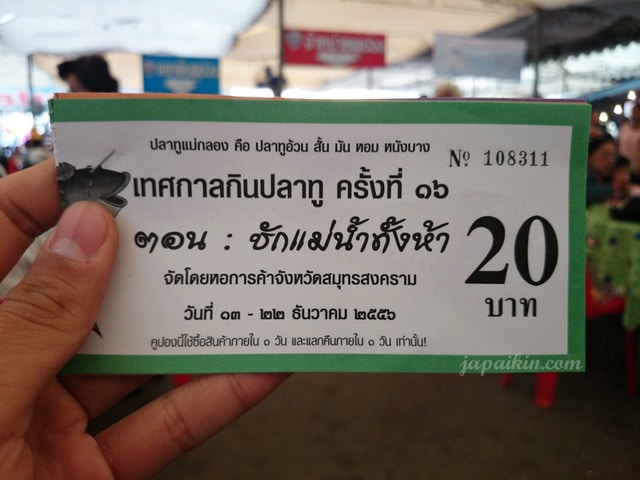 ปลาทูแม่กลอง คือ ปลาทูอ้วน สั้น มัน หอม หนังบาง
Nº 108311
เทศกาลกินปลาทู ครั้งที่ ๑๖
ตอน : ชักแม่น้ำทั้งห้า
20
บาท
จัดโดยหอการค้าจังหวัดสมุทรสงคราม
วันที่ ๑๓ - ๒๒ ธันวาคม ๒๕๕๖
คูปองนี้ใช้ซื้อสินค้าภายใน ๑ วัน และแลกคืนภายใน ๑ วัน เท่านั้น!
japaikin.com